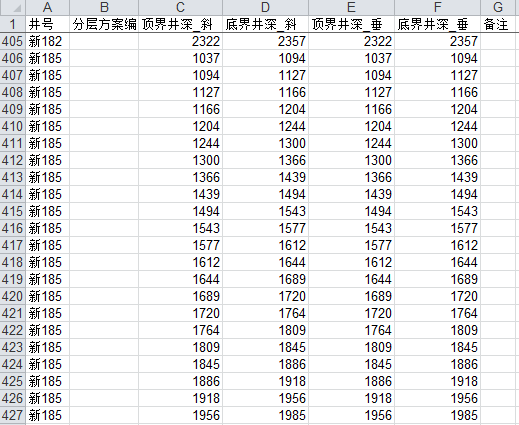 A B C D E F G
1 井号 分层方案编 顶界井深_斜 底界井深_斜 顶界井深_垂 底界井深_垂 备注
405 新182 2322 2357 2322 2357
406 新185 1037 1094 1037 1094
407 新185 1094 1127 1094 1127
408 新185 1127 1166 1127 1166
409 新185 1166 1204 1166 1204
410 新185 1204 1244 1204 1244
411 新185 1244 1300 1244 1300
412 新185 1300 1366 1300 1366
413 新185 1366 1439 1366 1439
414 新185 1439 1494 1439 1494
415 新185 1494 1543 1494 1543
416 新185 1543 1577 1543 1577
417 新185 1577 1612 1577 1612
418 新185 1612 1644 1612 1644
419 新185 1644 1689 1644 1689
420 新185 1689 1720 1689 1720
421 新185 1720 1764 1720 1764
422 新185 1764 1809 1764 1809
423 新185 1809 1845 1809 1845
424 新185 1845 1886 1845 1886
425 新185 1886 1918 1886 1918
426 新185 1918 1956 1918 1956
427 新185 1956 1985 1956 1985